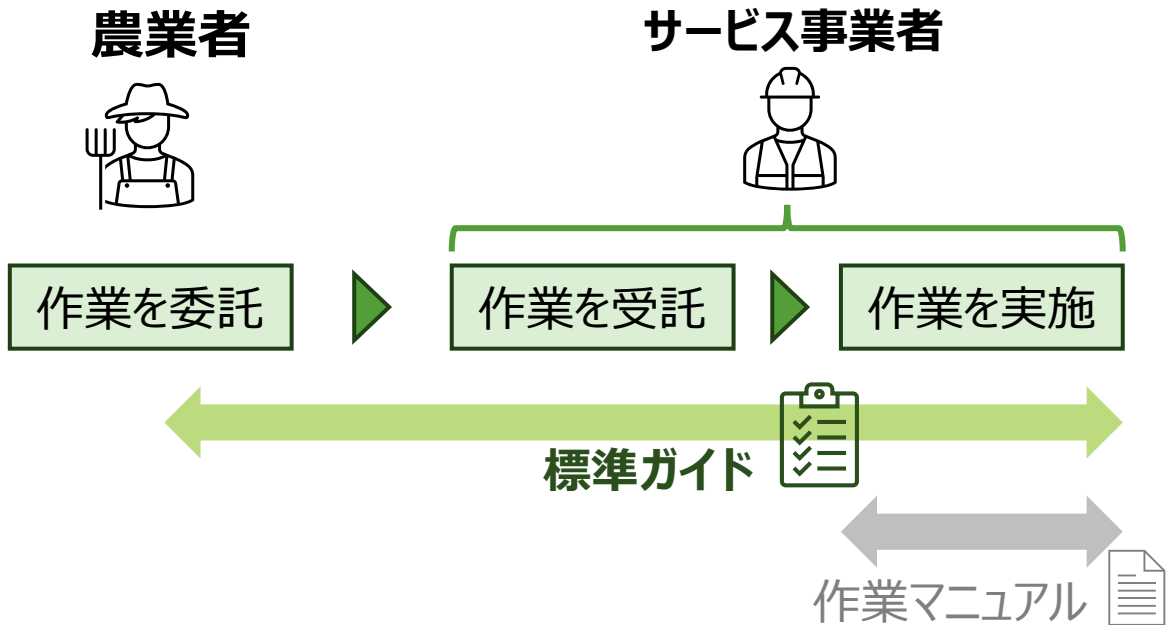 農業者
サービス事業者
作業を委託
作業を受託
作業を実施
標準ガイド
作業マニュアル